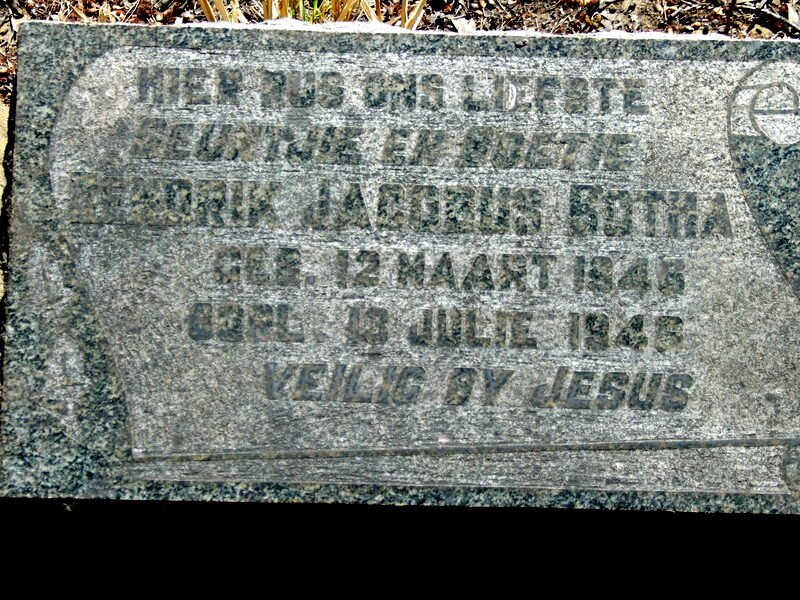 HIER RUS ONS LIEFSTE
SEUNTJIE EN BOETIE
HENDRIK JACOBUS BOTHA
GEB. 12 MAART 1946
OORL. 18 JULIE 1946
VEILIG BY JESUS